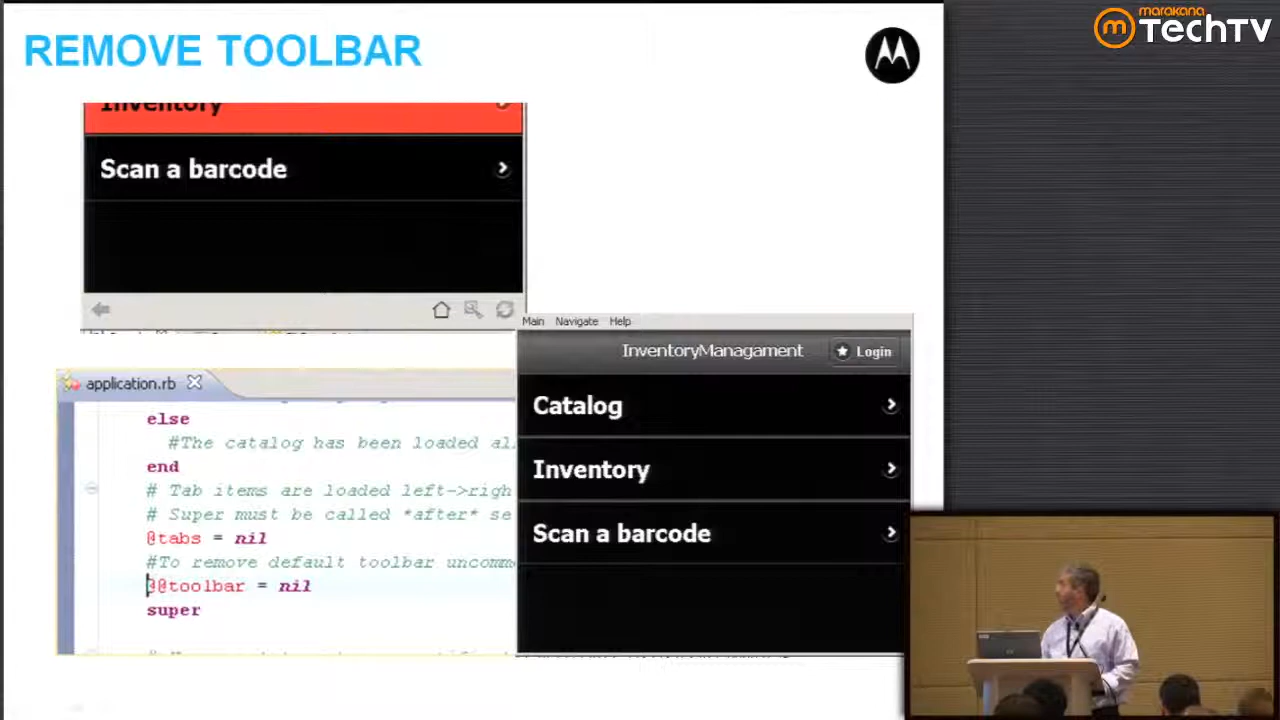 REMOVE TOOLBAR
marakana
TechTV
Inventory
Scan a barcode
Main Navigate Help
InventoryManagament
Login
Catalog
Inventory
Scan a barcode
application.rb
else
#The catalog has been loaded al
end
# Tab items are loaded left->righ
# Super must be called *after* se
@tabs = nil
#To remove default toolbar uncomm
@@toolbar = nil
super